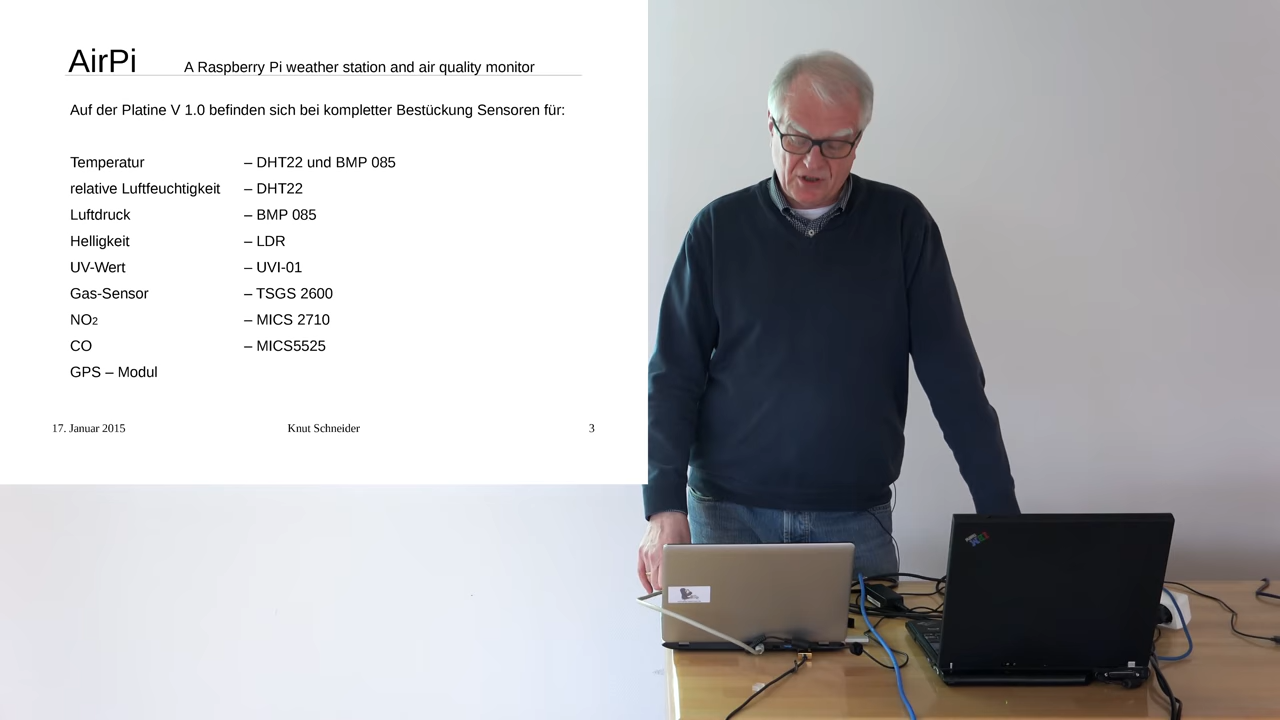 AirPi A Raspberry Pi weather station and air quality monitor
Auf der Platine V 1.0 befinden sich bei kompletter Bestückung Sensoren für:
Temperatur – DHT22 und BMP 085
relative Luftfeuchtigkeit – DHT22
Luftdruck – BMP 085
Helligkeit – LDR
UV-Wert – UVI-01
Gas-Sensor – TSGS 2600
NO2 – MICS 2710
CO – MICS5525
GPS – Modul
17. Januar 2015 Knut Schneider 3